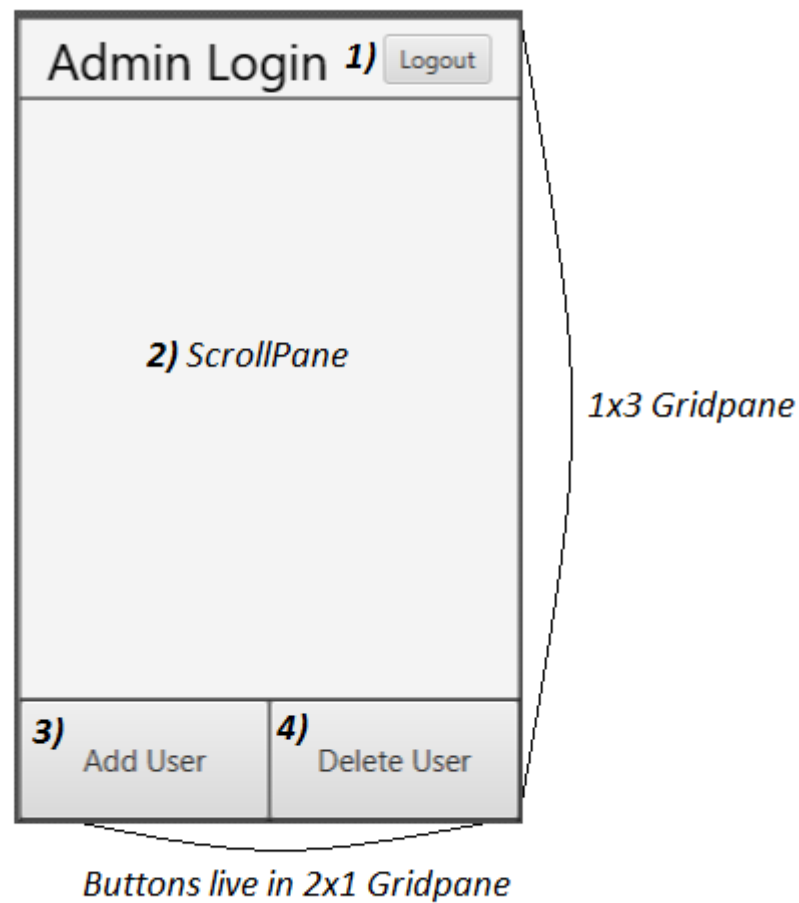 Admin Login 1) Logout
2) ScrollPane
1x3 Gridpane
3) Add User
4) Delete User
Buttons live in 2x1 Gridpane